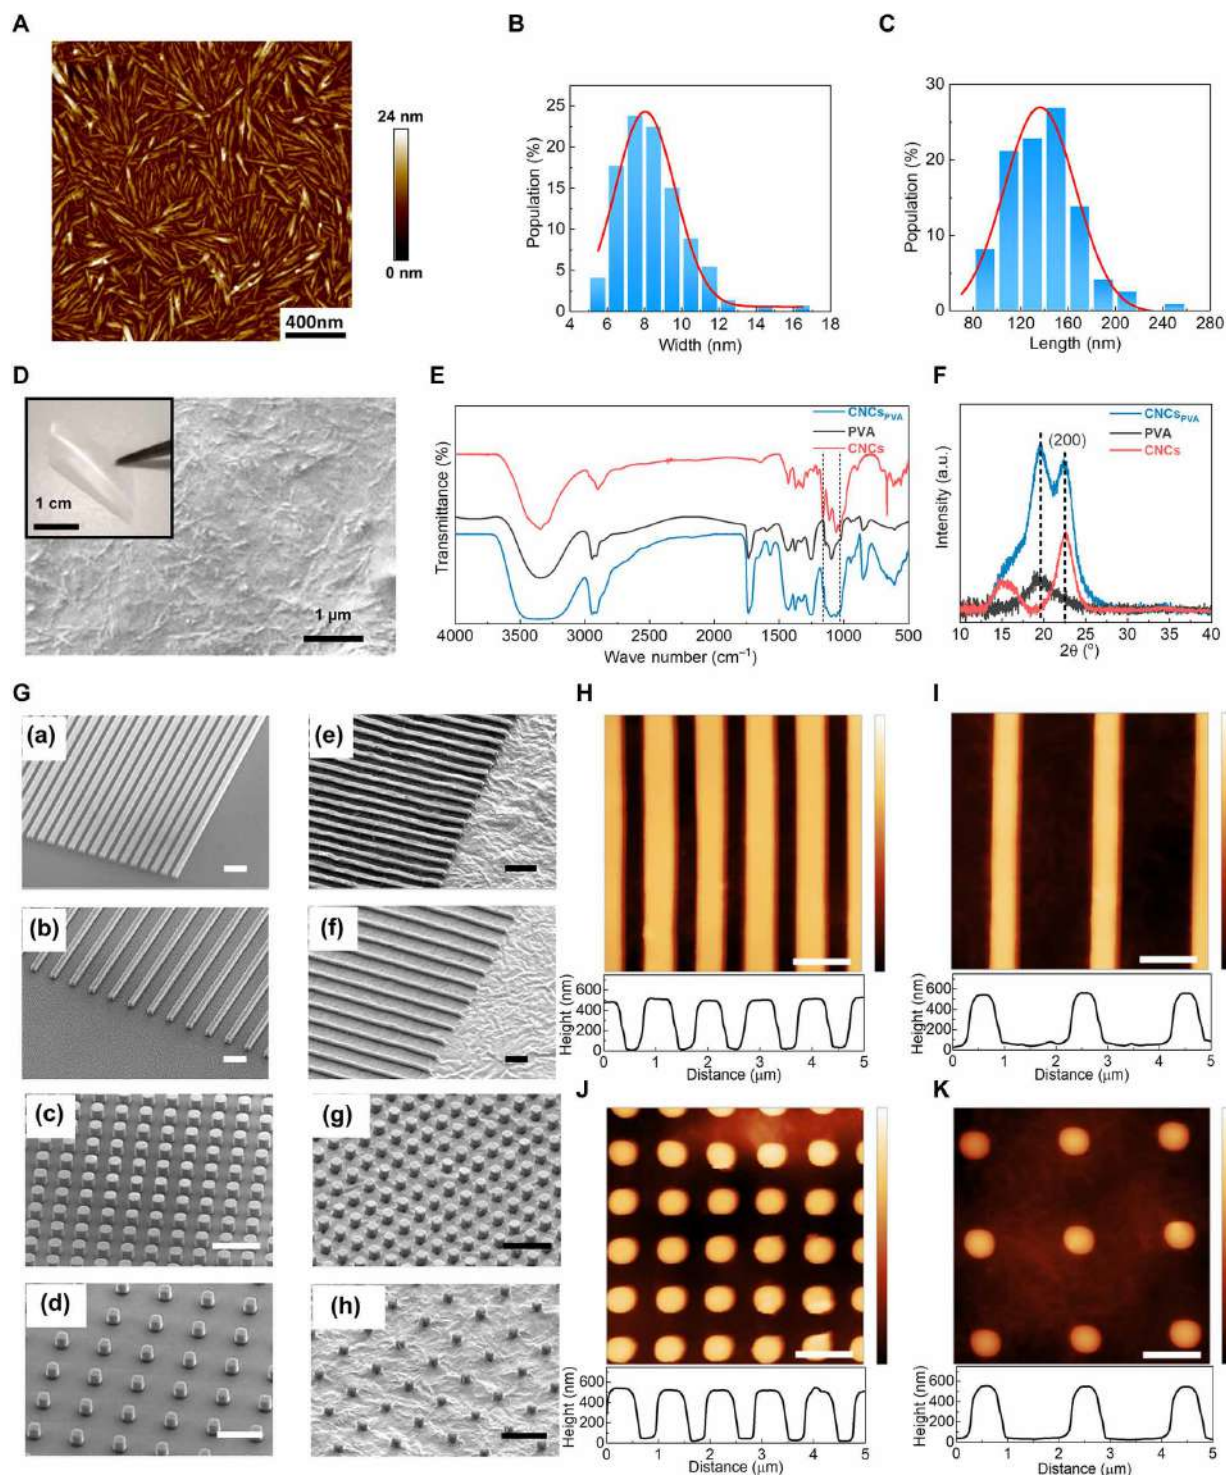 A
24 nm
0 nm
400nm
B
Population (%)
25
20
15
10
5
0
4 6 8 10 12 14 16 18
Width (nm)
C
Population (%)
30
20
10
0
80 120 160 200 240 280
Length (nm)
D
1 cm
1 µm
E
Transmittance (%)
CNCsPVA
PVA
CNCs
4000 3500 3000 2500 2000 1500 1000 500
Wave number (cm⁻¹)
F
Intensity (a.u.)
CNCsPVA
PVA
CNCs
(200)
10 15 20 25 30 35 40
2θ (°)
G
(a)
(b)
(c)
(d)
(e)
(f)
(g)
(h)
H
Height (nm)
600
400
200
0
0 1 2 3 4 5
Distance (µm)
I
Height (nm)
600
400
200
0
0 1 2 3 4 5
Distance (µm)
J
Height (nm)
600
400
200
0
0 1 2 3 4 5
Distance (µm)
K
Height (nm)
600
400
200
0
0 1 2 3 4 5
Distance (µm)